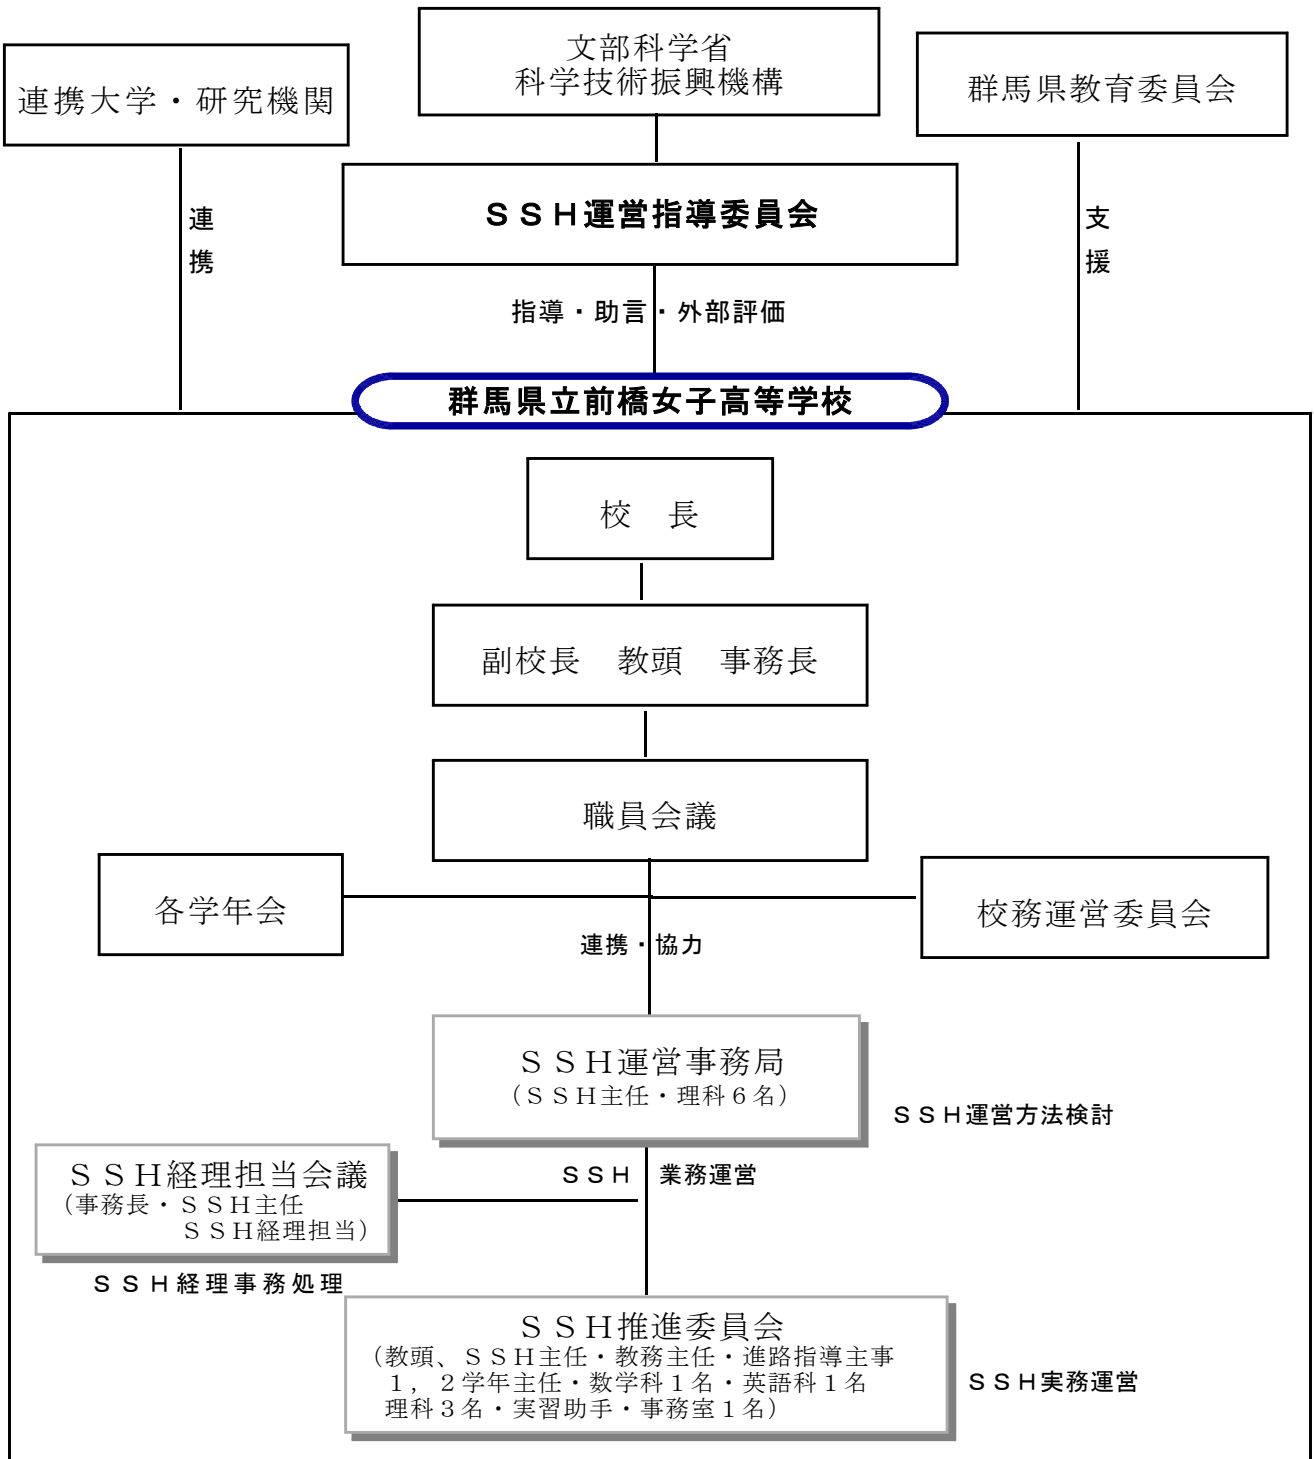 文部科学省
科学技術振興機構
連携大学・研究機関
群馬県教育委員会
ＳＳＨ運営指導委員会
連携
支援
指導・助言・外部評価
群馬県立前橋女子高等学校
校　長
副校長　教頭　事務長
職員会議
各学年会
校務運営委員会
連携・協力
ＳＳＨ運営事務局
（ＳＳＨ主任・理科６名）
ＳＳＨ運営方法検討
ＳＳＨ　業務運営
ＳＳＨ経理担当会議
（事務長・ＳＳＨ主任
ＳＳＨ経理担当）
ＳＳＨ経理事務処理
ＳＳＨ推進委員会
（教頭、ＳＳＨ主任・教務主任・進路指導主事
１，２学年主任・数学科１名・英語科１名
理科３名・実習助手・事務室１名）
ＳＳＨ実務運営